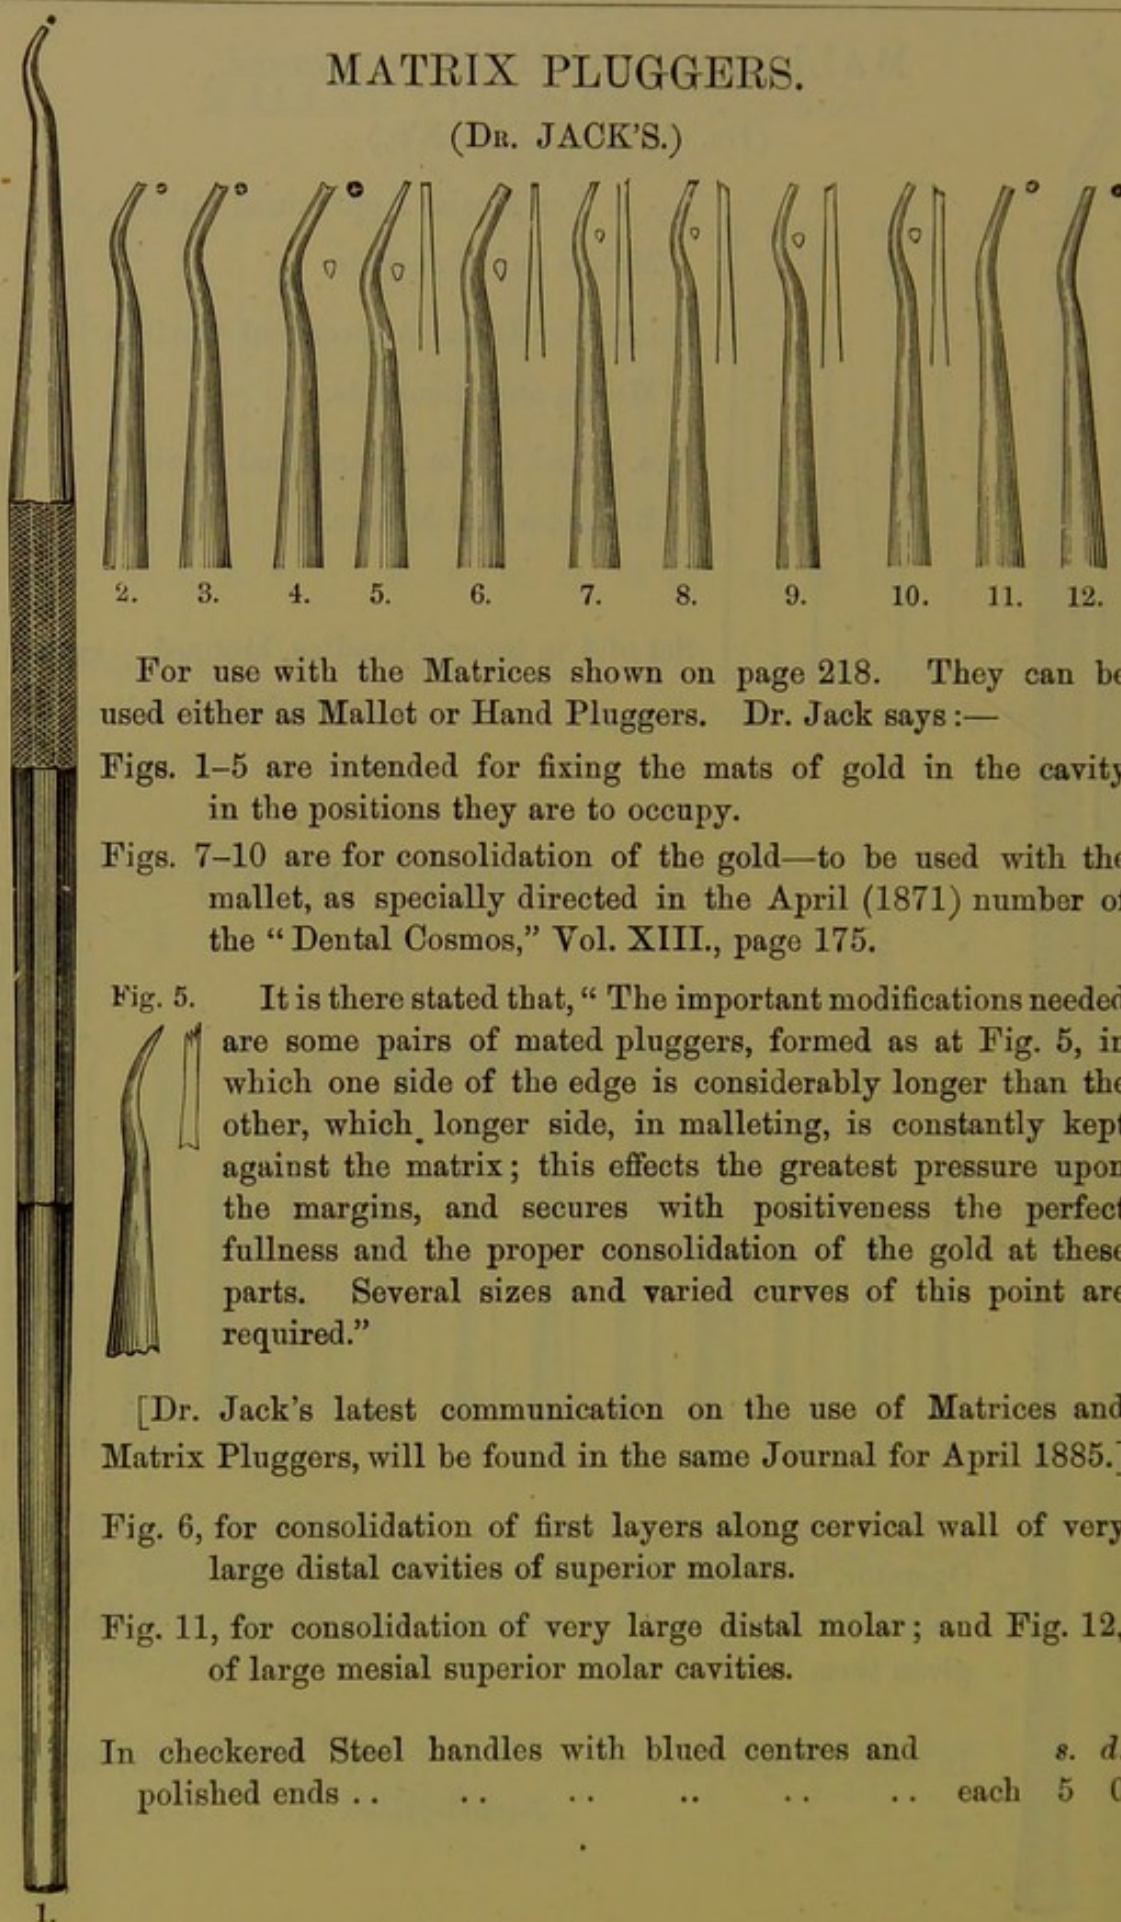 MATRIX PLUGGERS.
(DR. JACK'S.)
2. 3. 4. 5. 6. 7. 8. 9. 10. 11. 12.
For use with the Matrices shown on page 218. They can be
used either as Mallet or Hand Pluggers. Dr. Jack says:—
Figs. 1–5 are intended for fixing the mats of gold in the cavity
in the positions they are to occupy.
Figs. 7–10 are for consolidation of the gold—to be used with the
mallet, as specially directed in the April (1871) number of
the “Dental Cosmos,” Vol. XIII., page 175.
Fig. 5. It is there stated that, “The important modifications needed
are some pairs of mated pluggers, formed as at Fig. 5, in
which one side of the edge is considerably longer than the
other, which longer side, in malleting, is constantly kept
against the matrix; this effects the greatest pressure upon
the margins, and secures with positiveness the perfect
fullness and the proper consolidation of the gold at these
parts. Several sizes and varied curves of this point are
required.”
[Dr. Jack's latest communication on the use of Matrices and
Matrix Pluggers, will be found in the same Journal for April 1885.]
Fig. 6, for consolidation of first layers along cervical wall of very
large distal cavities of superior molars.
Fig. 11, for consolidation of very large distal molar; and Fig. 12,
of large mesial superior molar cavities.
In checkered Steel handles with blued centres and s. d.
polished ends .. .. .. .. .. .. each 5 0
1.